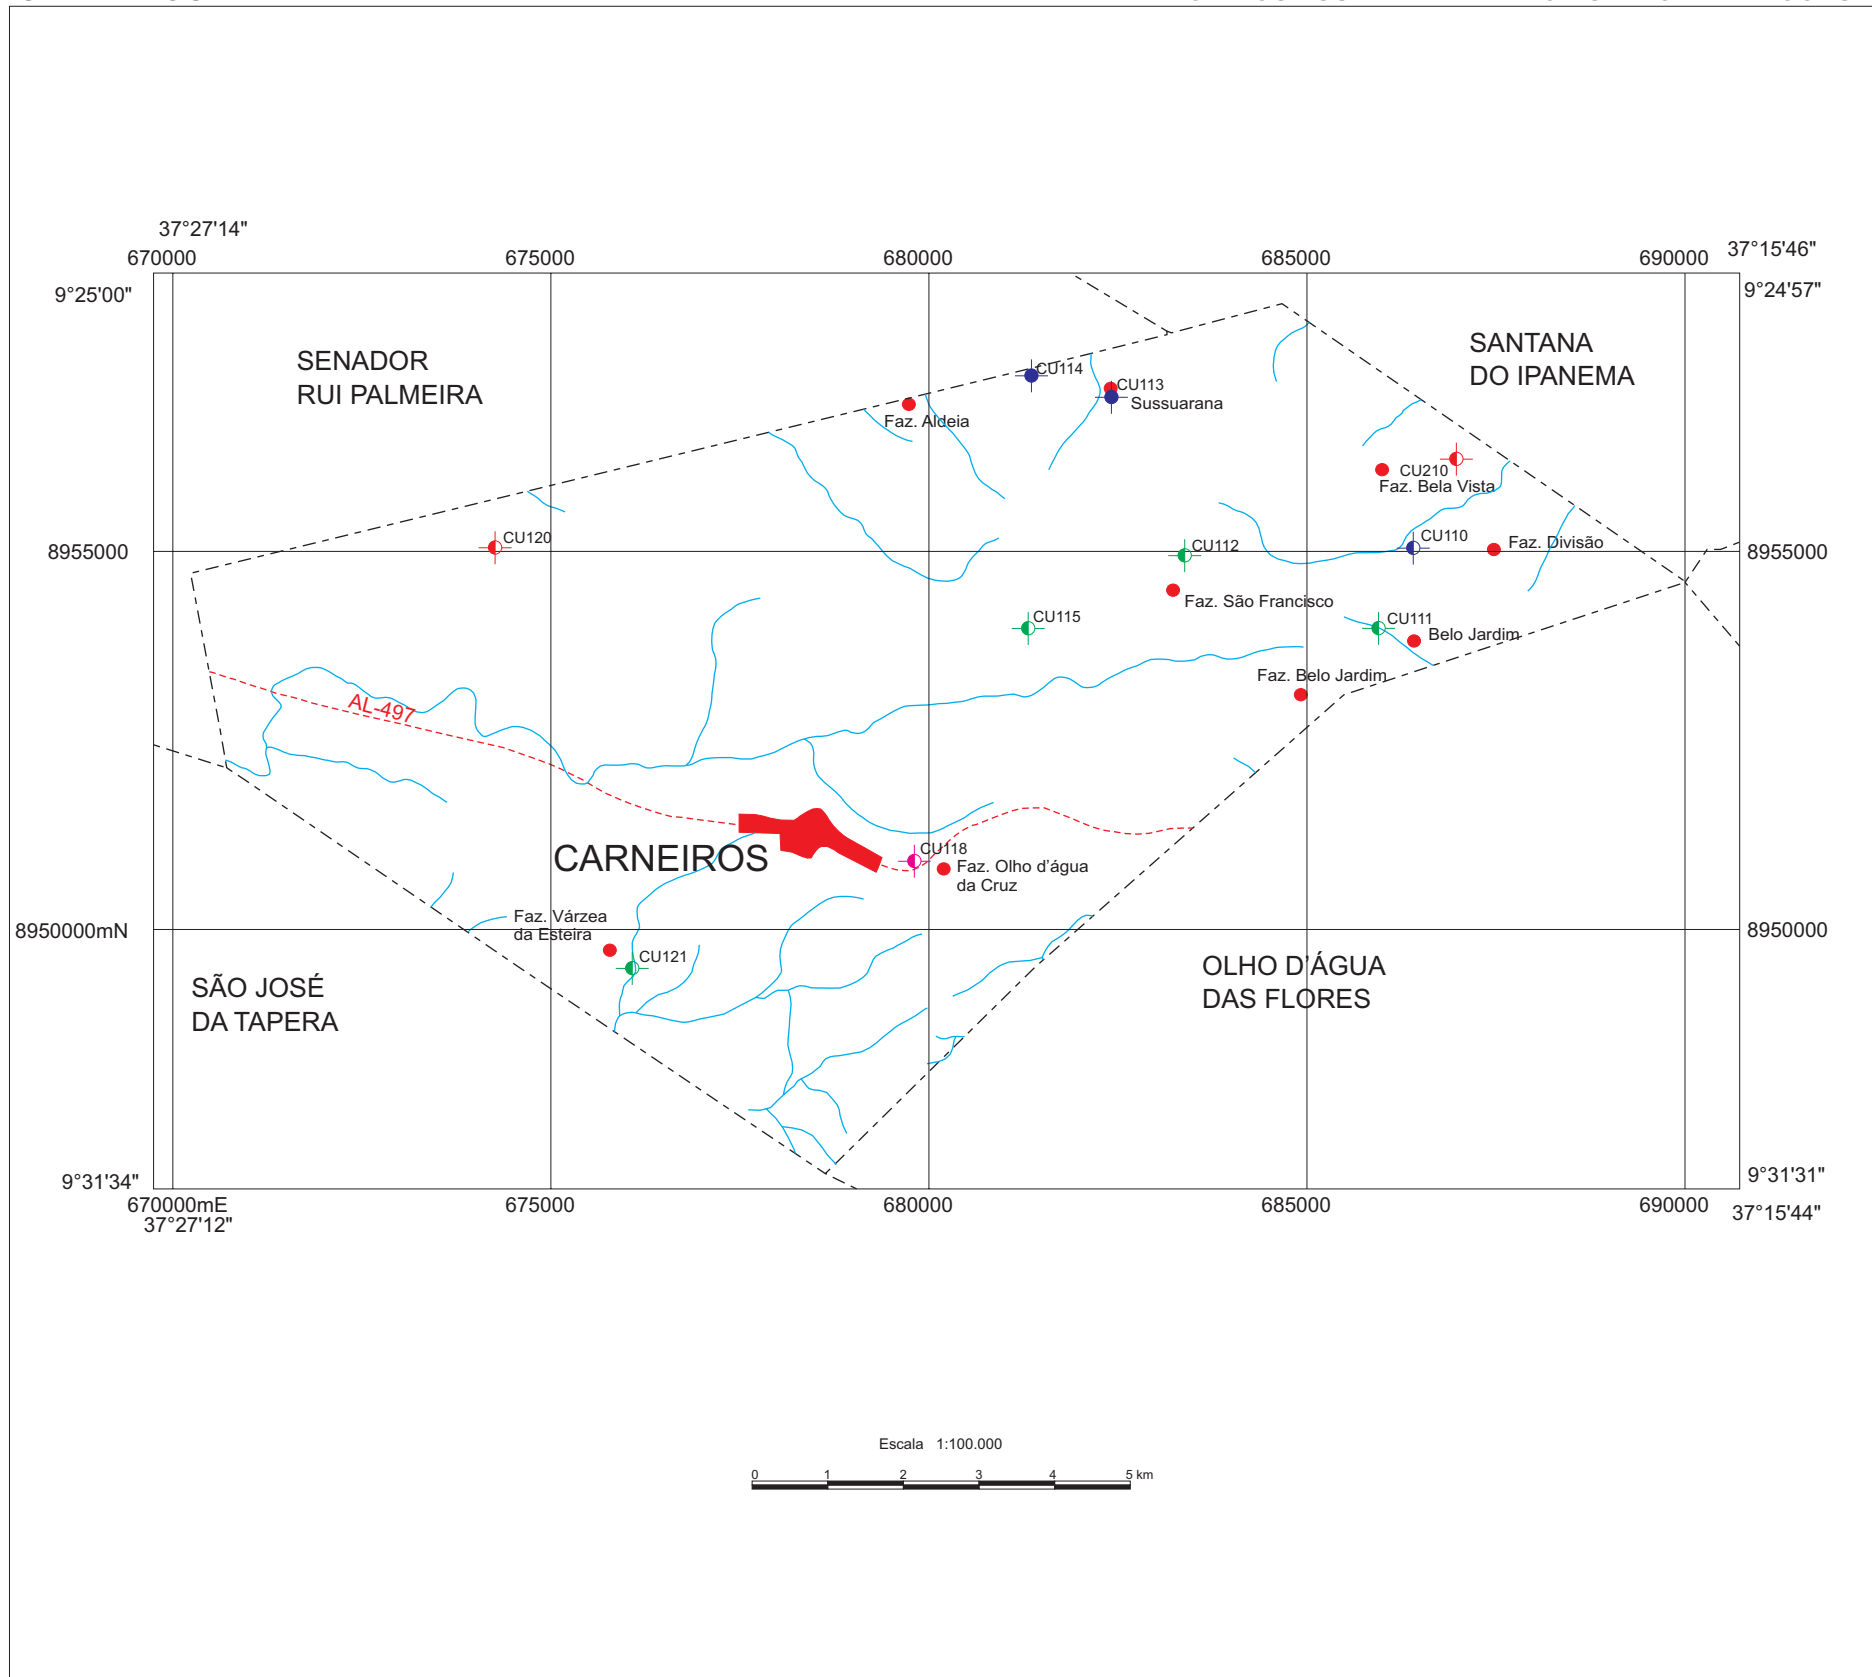 37°27'14"
670000
675000
680000
685000
690000
37°15'46"
9°25'00"
9°24'57"
SENADOR
RUI PALMEIRA
SANTANA
DO IPANEMA
CU114
CU113
Sussuarana
Faz. Aldeia
CU210
Faz. Bela Vista
CU120
CU112
CU110
Faz. Divisão
8955000
8955000
Faz. São Francisco
CU115
CU111
Belo Jardim
Faz. Belo Jardim
AL-497
CARNEIROS
CU118
Faz. Olho d'água
da Cruz
Faz. Várzea
da Esteira
8950000mN
8950000
CU121
SÃO JOSÉ
DA TAPERA
OLHO D'ÁGUA
DAS FLORES
9°31'34"
9°31'31"
670000mE
675000
680000
685000
690000
37°27'12"
37°15'44"
Escala 1:100.000
0 1 2 3 4 5 km